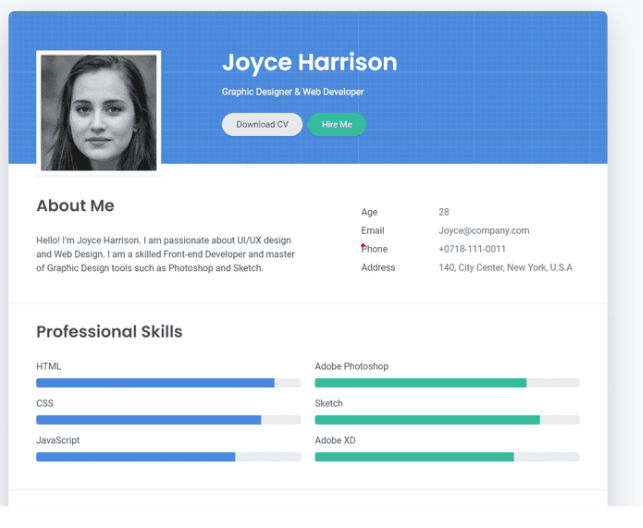 Joyce Harrison
Graphic Designer & Web Developer
Download CV
Hire Me
About Me
Hello! I'm Joyce Harrison. I am passionate about UI/UX design
and Web Design. I am a skilled Front-end Developer and master
of Graphic Design tools such as Photoshop and Sketch.
Age 28
Email Joyce@company.com
Phone +0718-111-0011
Address 140, City Center, New York, U.S.A
Professional Skills
HTML
CSS
JavaScript
Adobe Photoshop
Sketch
Adobe XD